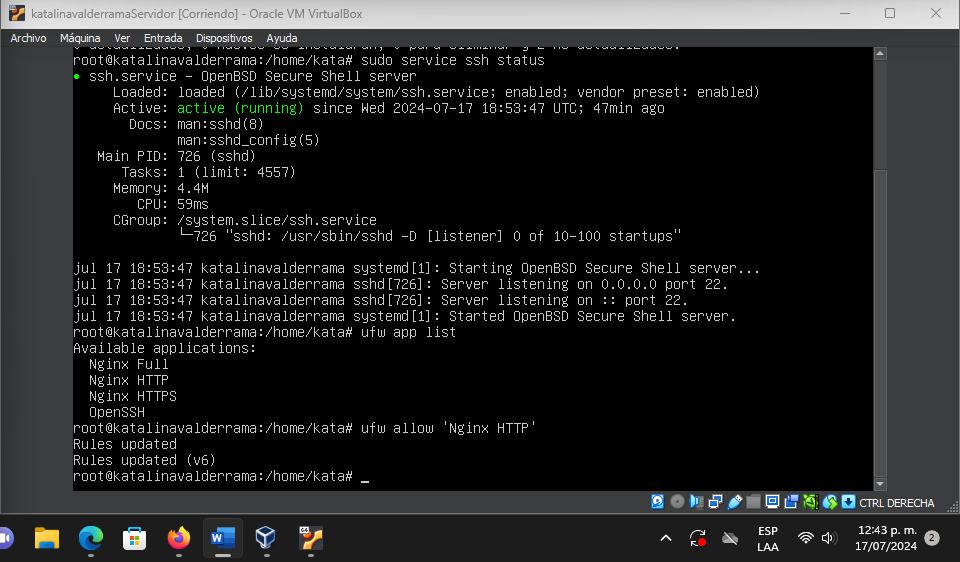 katalinavalderramaServidor [Corriendo] - Oracle VM VirtualBox
Archivo Máquina Ver Entrada Dispositivos Ayuda
root@katalinavalderrama:/home/kata# sudo service ssh status
● ssh.service - OpenBSD Secure Shell server
Loaded: loaded (/lib/systemd/system/ssh.service; enabled; vendor preset: enabled)
Active: active (running) since Wed 2024-07-17 18:53:47 UTC; 47min ago
Docs: man:sshd(8)
man:sshd_config(5)
Main PID: 726 (sshd)
Tasks: 1 (limit: 4557)
Memory: 4.4M
CPU: 59ms
CGroup: /system.slice/ssh.service
└─726 "sshd: /usr/sbin/sshd -D [listener] 0 of 10-100 startups"
jul 17 18:53:47 katalinavalderrama systemd[1]: Starting OpenBSD Secure Shell server...
jul 17 18:53:47 katalinavalderrama sshd[726]: Server listening on 0.0.0.0 port 22.
jul 17 18:53:47 katalinavalderrama sshd[726]: Server listening on :: port 22.
jul 17 18:53:47 katalinavalderrama systemd[1]: Started OpenBSD Secure Shell server.
root@katalinavalderrama:/home/kata# ufw app list
Available applications:
Nginx Full
Nginx HTTP
Nginx HTTPS
OpenSSH
root@katalinavalderrama:/home/kata# ufw allow 'Nginx HTTP'
Rules updated
Rules updated (v6)
root@katalinavalderrama:/home/kata# _
CTRL DERECHA
ESP
LAA
12:43 p. m.
17/07/2024
2